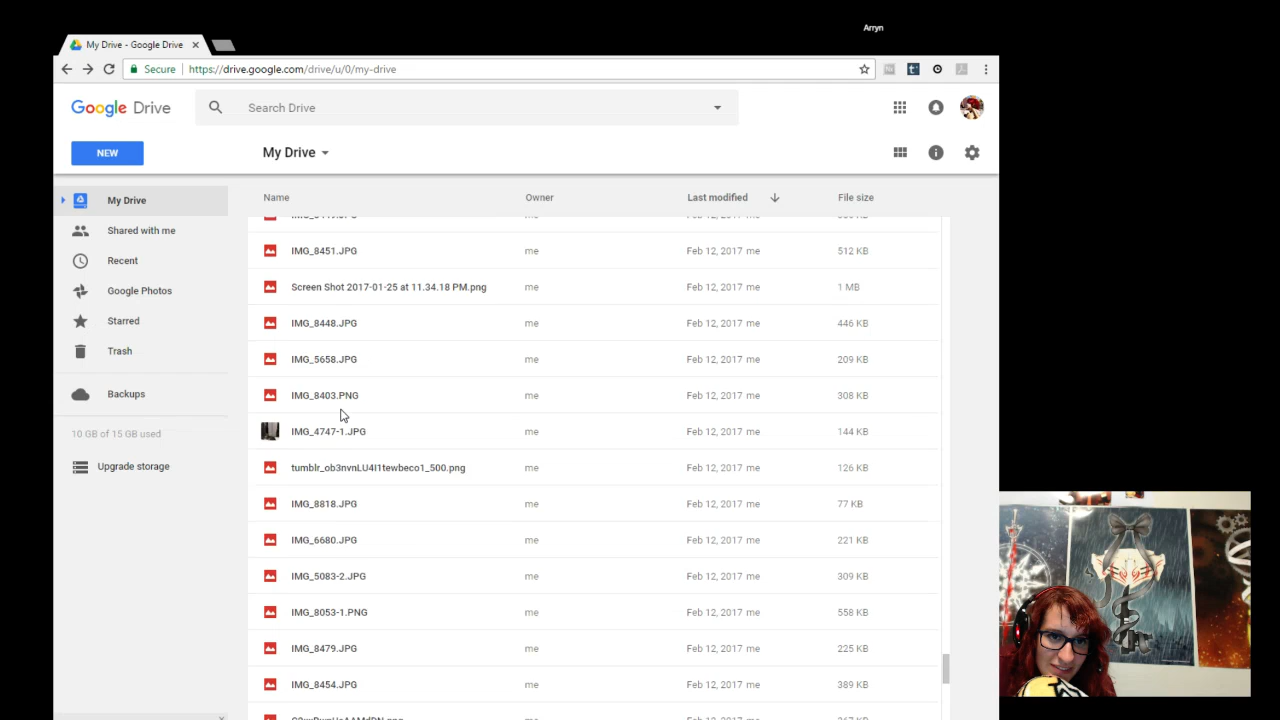 Arryn
My Drive - Google Drive
Secure https://drive.google.com/drive/u/0/my-drive
Google Drive Search Drive
NEW My Drive
My Drive
Shared with me
Recent
Google Photos
Starred
Trash
Backups
10 GB of 15 GB used
Upgrade storage
Name Owner Last modified File size
IMG_8451.JPG me Feb 12, 2017 me 512 KB
Screen Shot 2017-01-25 at 11.34.18 PM.png me Feb 12, 2017 me 1 MB
IMG_8448.JPG me Feb 12, 2017 me 446 KB
IMG_5658.JPG me Feb 12, 2017 me 209 KB
IMG_8403.PNG me Feb 12, 2017 me 308 KB
IMG_4747-1.JPG me Feb 12, 2017 me 144 KB
tumblr_ob3nvnLU4I1tewbeco1_500.png me Feb 12, 2017 me 126 KB
IMG_8818.JPG me Feb 12, 2017 me 77 KB
IMG_6680.JPG me Feb 12, 2017 me 221 KB
IMG_5083-2.JPG me Feb 12, 2017 me 309 KB
IMG_8053-1.PNG me Feb 12, 2017 me 558 KB
IMG_8479.JPG me Feb 12, 2017 me 225 KB
IMG_8454.JPG me Feb 12, 2017 me 389 KB